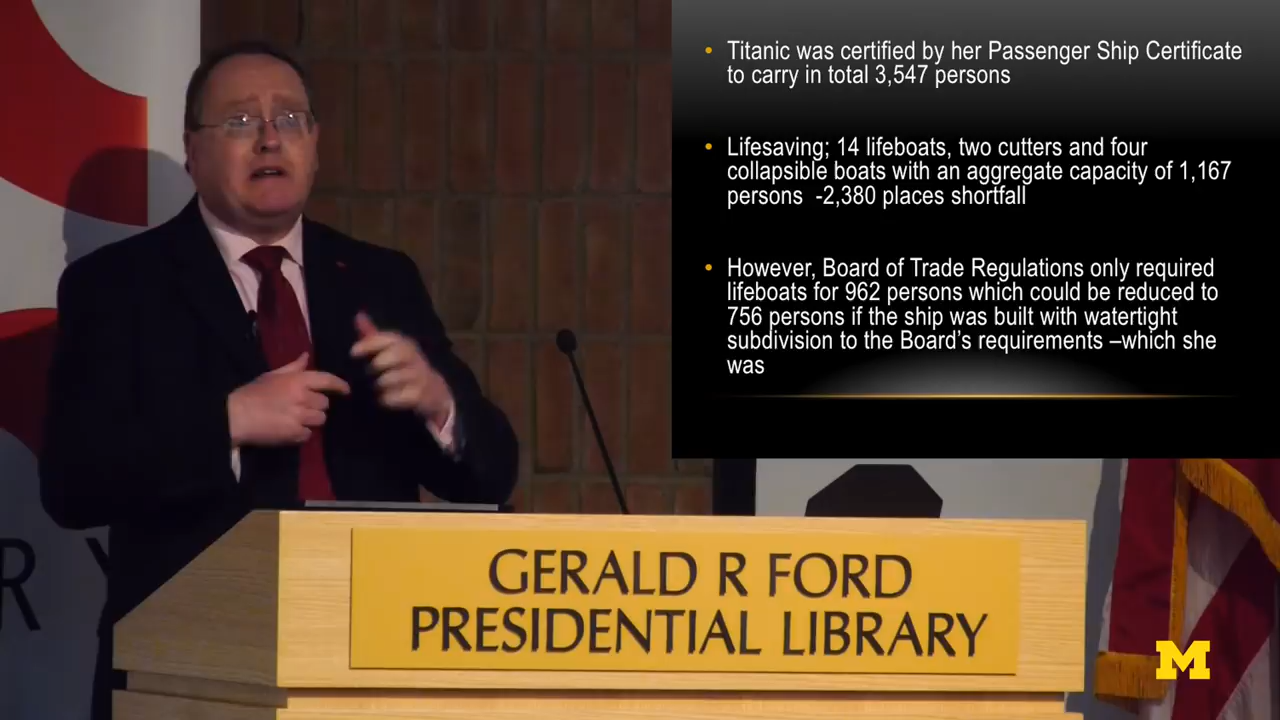 • Titanic was certified by her Passenger Ship Certificate
to carry in total 3,547 persons
• Lifesaving; 14 lifeboats, two cutters and four
collapsible boats with an aggregate capacity of 1,167
persons -2,380 places shortfall
• However, Board of Trade Regulations only required
lifeboats for 962 persons which could be reduced to
756 persons if the ship was built with watertight
subdivision to the Board's requirements –which she
was
GERALD R FORD
PRESIDENTIAL LIBRARY
R Y
M